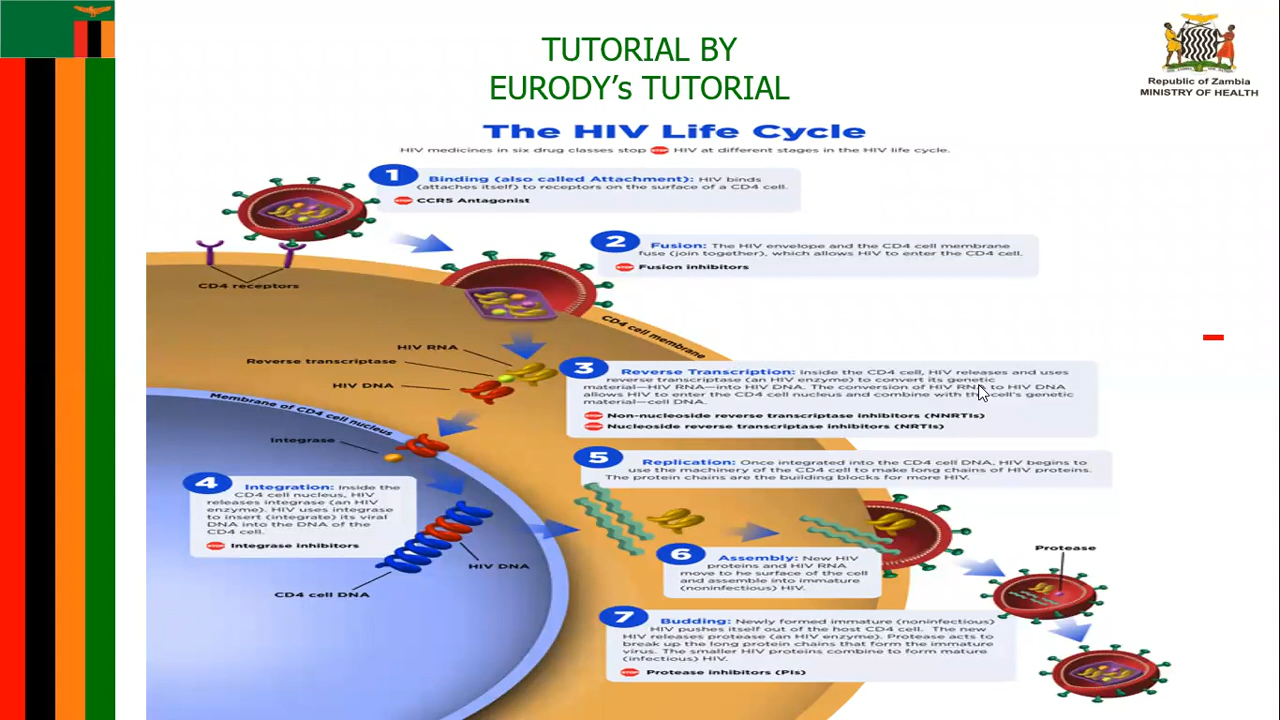 TUTORIAL BY
EURODY's TUTORIAL
Republic of Zambia
MINISTRY OF HEALTH
The HIV Life Cycle
HIV medicines in six drug classes stop STOP HIV at different stages in the HIV life cycle.
1
Binding (also called Attachment): HIV binds
(attaches itself) to receptors on the surface of a CD4 cell.
STOP CCR5 Antagonist
2
Fusion: The HIV envelope and the CD4 cell membrane
fuse (join together), which allows HIV to enter the CD4 cell.
STOP Fusion inhibitors
CD4 receptors
CD4 cell membrane
HIV RNA
Reverse transcriptase
HIV DNA
3
Reverse Transcription: Inside the CD4 cell, HIV releases and uses
reverse transcriptase (an HIV enzyme) to convert its genetic
material—HIV RNA—into HIV DNA. The conversion of HIV RNA to HIV DNA
allows HIV to enter the CD4 cell nucleus and combine with the cell's genetic
material—cell DNA.
STOP Non-nucleoside reverse transcriptase inhibitors (NNRTIs)
STOP Nucleoside reverse transcriptase inhibitors (NRTIs)
Membrane of CD4 cell nucleus
Integrase
4
Integration: Inside the
CD4 cell nucleus, HIV
releases integrase (an HIV
enzyme). HIV uses integrase
to insert (integrate) its viral
DNA into the DNA of the
CD4 cell.
STOP Integrase inhibitors
HIV DNA
CD4 cell DNA
5
Replication: Once integrated into the CD4 cell DNA, HIV begins to
use the machinery of the CD4 cell to make long chains of HIV proteins.
The protein chains are the building blocks for more HIV.
6
Assembly: New HIV
proteins and HIV RNA
move to he surface of the cell
and assemble into immature
(noninfectious) HIV.
Protease
7
Budding: Newly formed immature (noninfectious)
HIV pushes itself out of the host CD4 cell. The new
HIV releases protease (an HIV enzyme). Protease acts to
break up the long protein chains that form the immature
virus. The smaller HIV proteins combine to form mature
(infectious) HIV.
STOP Protease inhibitors (PIs)